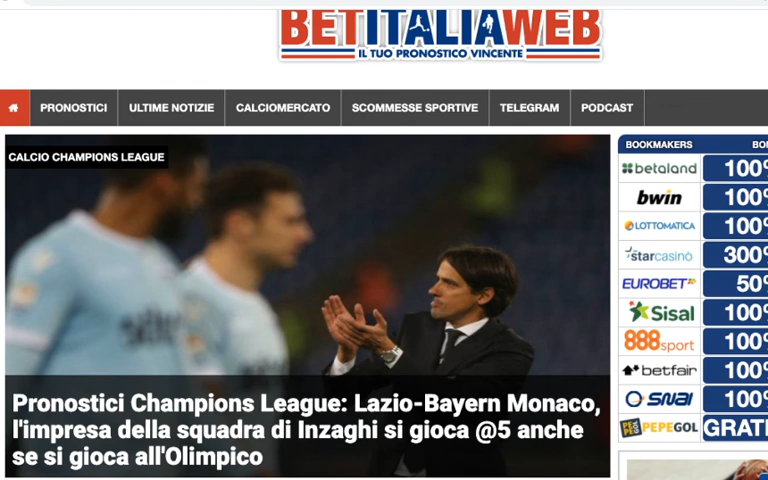 BETITALIAWEB
IL TUO PRONOSTICO VINCENTE
PRONOSTICI
ULTIME NOTIZIE
CALCIOMERCATO
SCOMMESSE SPORTIVE
TELEGRAM
PODCAST
CALCIO CHAMPIONS LEAGUE
Pronostici Champions League: Lazio-Bayern Monaco,
l'impresa della squadra di Inzaghi si gioca @5 anche
se si gioca all'Olimpico
BOOKMAKERS
betaland 100%
bwin 100%
LOTTOMATICA 100%
starcasinò 300%
EUROBET 50%
Sisal 100%
888sport 100%
betfair 100%
SNAI 100%
PEPEGOL